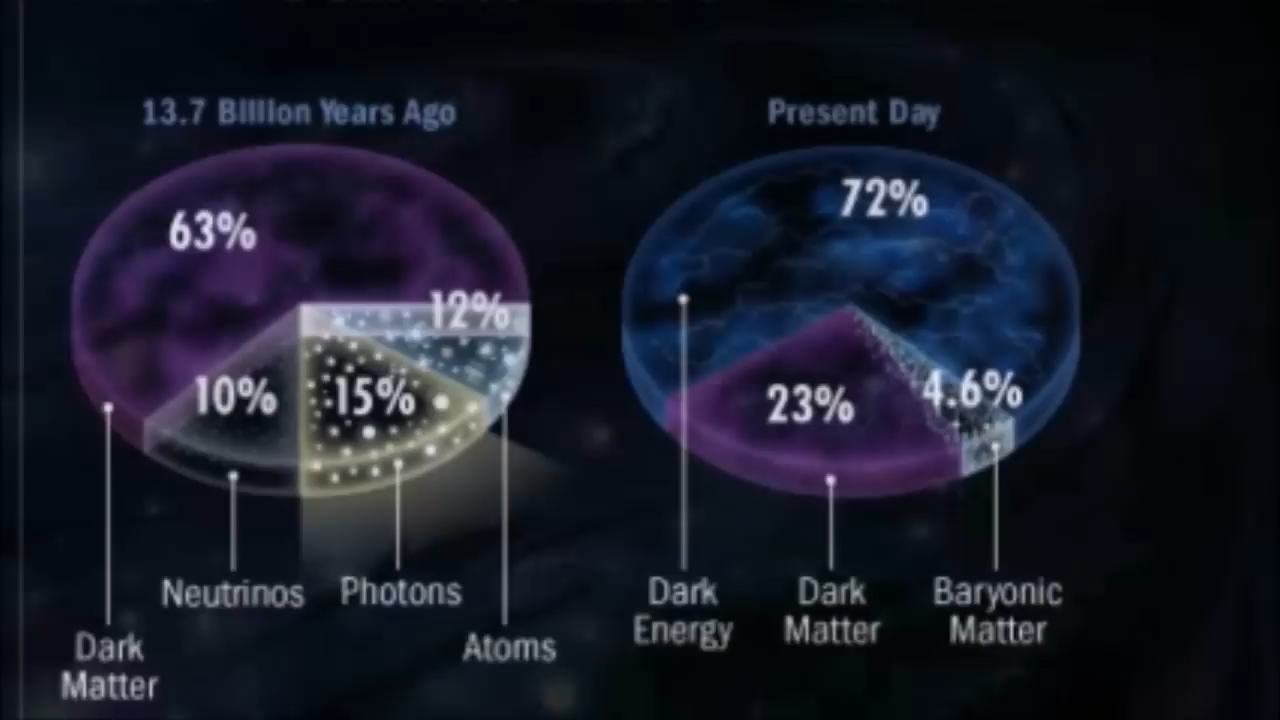 13.7 Billion Years Ago
63%
12%
10%
15%
Neutrinos
Photons
Dark
Matter
Atoms
Present Day
72%
23%
4.6%
Dark
Energy
Dark
Matter
Baryonic
Matter